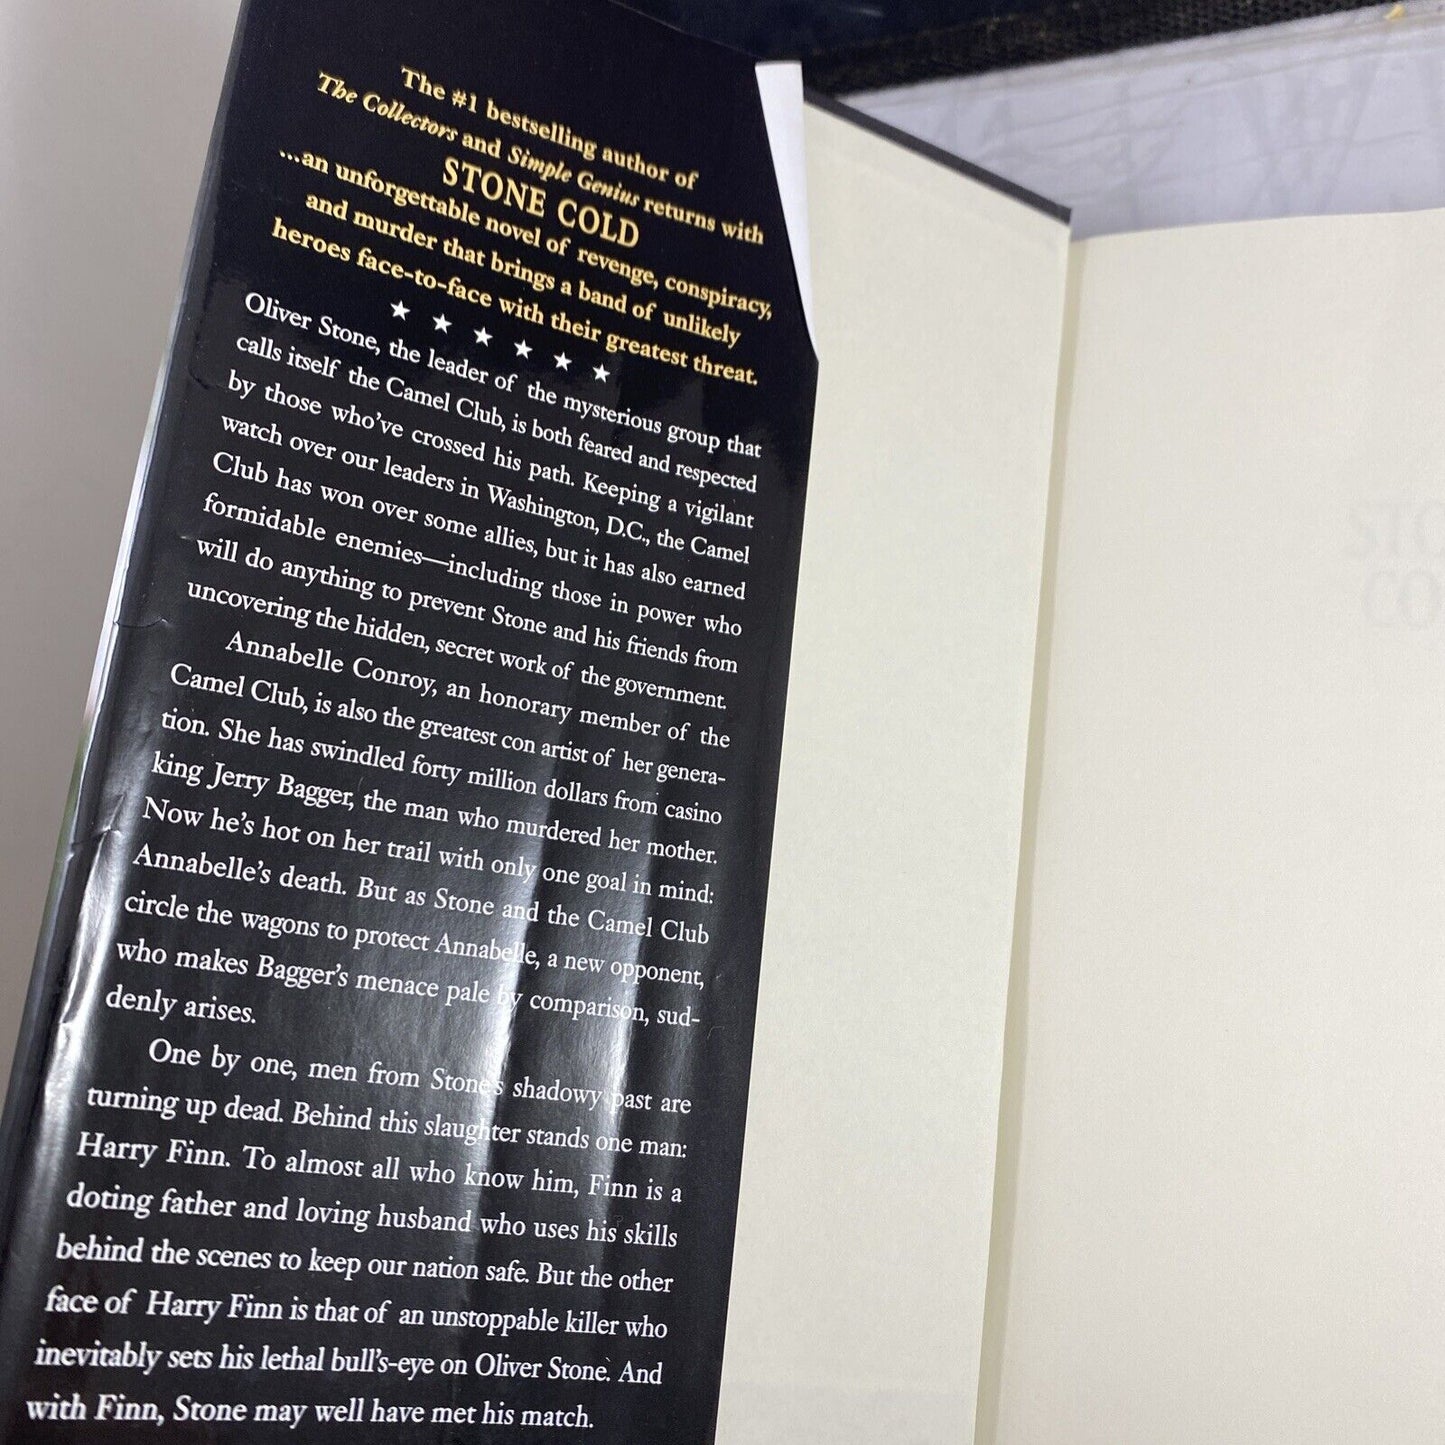 The #1 bestselling author of
The Collectors and Simple Genius returns with
STONE COLD
...an unforgettable novel of revenge, conspiracy,
and murder that brings a band of unlikely
heroes face-to-face with their greatest threat.
★ ★ ★ ★ ★ ★
Oliver Stone, the leader of the mysterious group that
calls itself the Camel Club, is both feared and respected
by those who've crossed his path. Keeping a vigilant
watch over our leaders in Washington, D.C., the Camel
Club has won over some allies, but it has also earned
formidable enemies—including those in power who
will do anything to prevent Stone and his friends from
uncovering the hidden, secret work of the government.
Annabelle Conroy, an honorary member of the
Camel Club, is also the greatest con artist of her genera-
tion. She has swindled forty million dollars from casino
king Jerry Bagger, the man who murdered her mother.
Now he's hot on her trail with only one goal in mind:
Annabelle's death. But as Stone and the Camel Club
circle the wagons to protect Annabelle, a new opponent,
who makes Bagger's menace pale by comparison, sud-
denly arises.
One by one, men from Stone's shadowy past are
turning up dead. Behind this slaughter stands one man:
Harry Finn. To almost all who know him, Finn is a
doting father and loving husband who uses his skills
behind the scenes to keep our nation safe. But the other
face of Harry Finn is that of an unstoppable killer who
inevitably sets his lethal bull's-eye on Oliver Stone. And
with Finn, Stone may well have met his match.